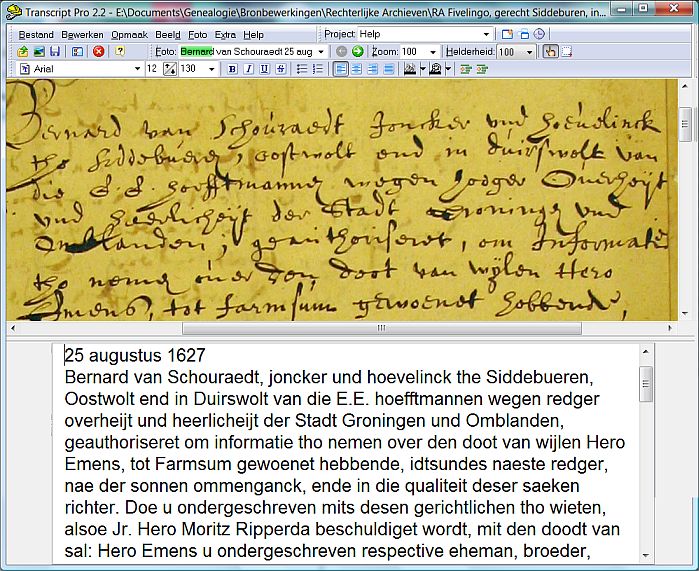 Transcript Pro 2.2 - E:\Documents\Genealogie\Bronbewerkingen\Rechterlijke Archieven\RA Fivelingo, gerecht Siddeburen, in...
Bestand Bewerken Opmaak Beeld Foto Extra Help Project Help
Foto: Bernard van Schouraedt 25 aug Zoom: 100 Helderheid: 100
Arial 12 130 B I U S
Bernard van Schouraedt Joncker und hoevelinck
tho Siddebueren, oostwolt end in duirswolt van
die E.E. hoefftmannen wegen redger Overheijt
und heerlicheijt der Stadt Groningen und
Omblanden, geauthoriseret, om Informatie
tho nemen over den doot van wijlen Hero
Emens, tot farmsum gewoenet hebbende,
25 augustus 1627
Bernard van Schouraedt, joncker und hoevelinck the Siddebueren,
Oostwolt end in Duirswolt van die E.E. hoefftmannen wegen redger
overheijt und heerlicheijt der Stadt Groningen und Omblanden,
geauthoriseret om informatie tho nemen over den doot van wijlen Hero
Emens, tot Farmsum gewoenet hebbende, idtsundes naeste redger,
nae der sonnen ommenganck, ende in die qualiteit deser saeken
richter. Doe u ondergeschreven mits desen gerichtlichen tho wieten,
alsoe Jr. Hero Moritz Ripperda beschuldiget wordt, mit den doodt van
sal: Hero Emens u ondergeschreven respective eheman, broeder,